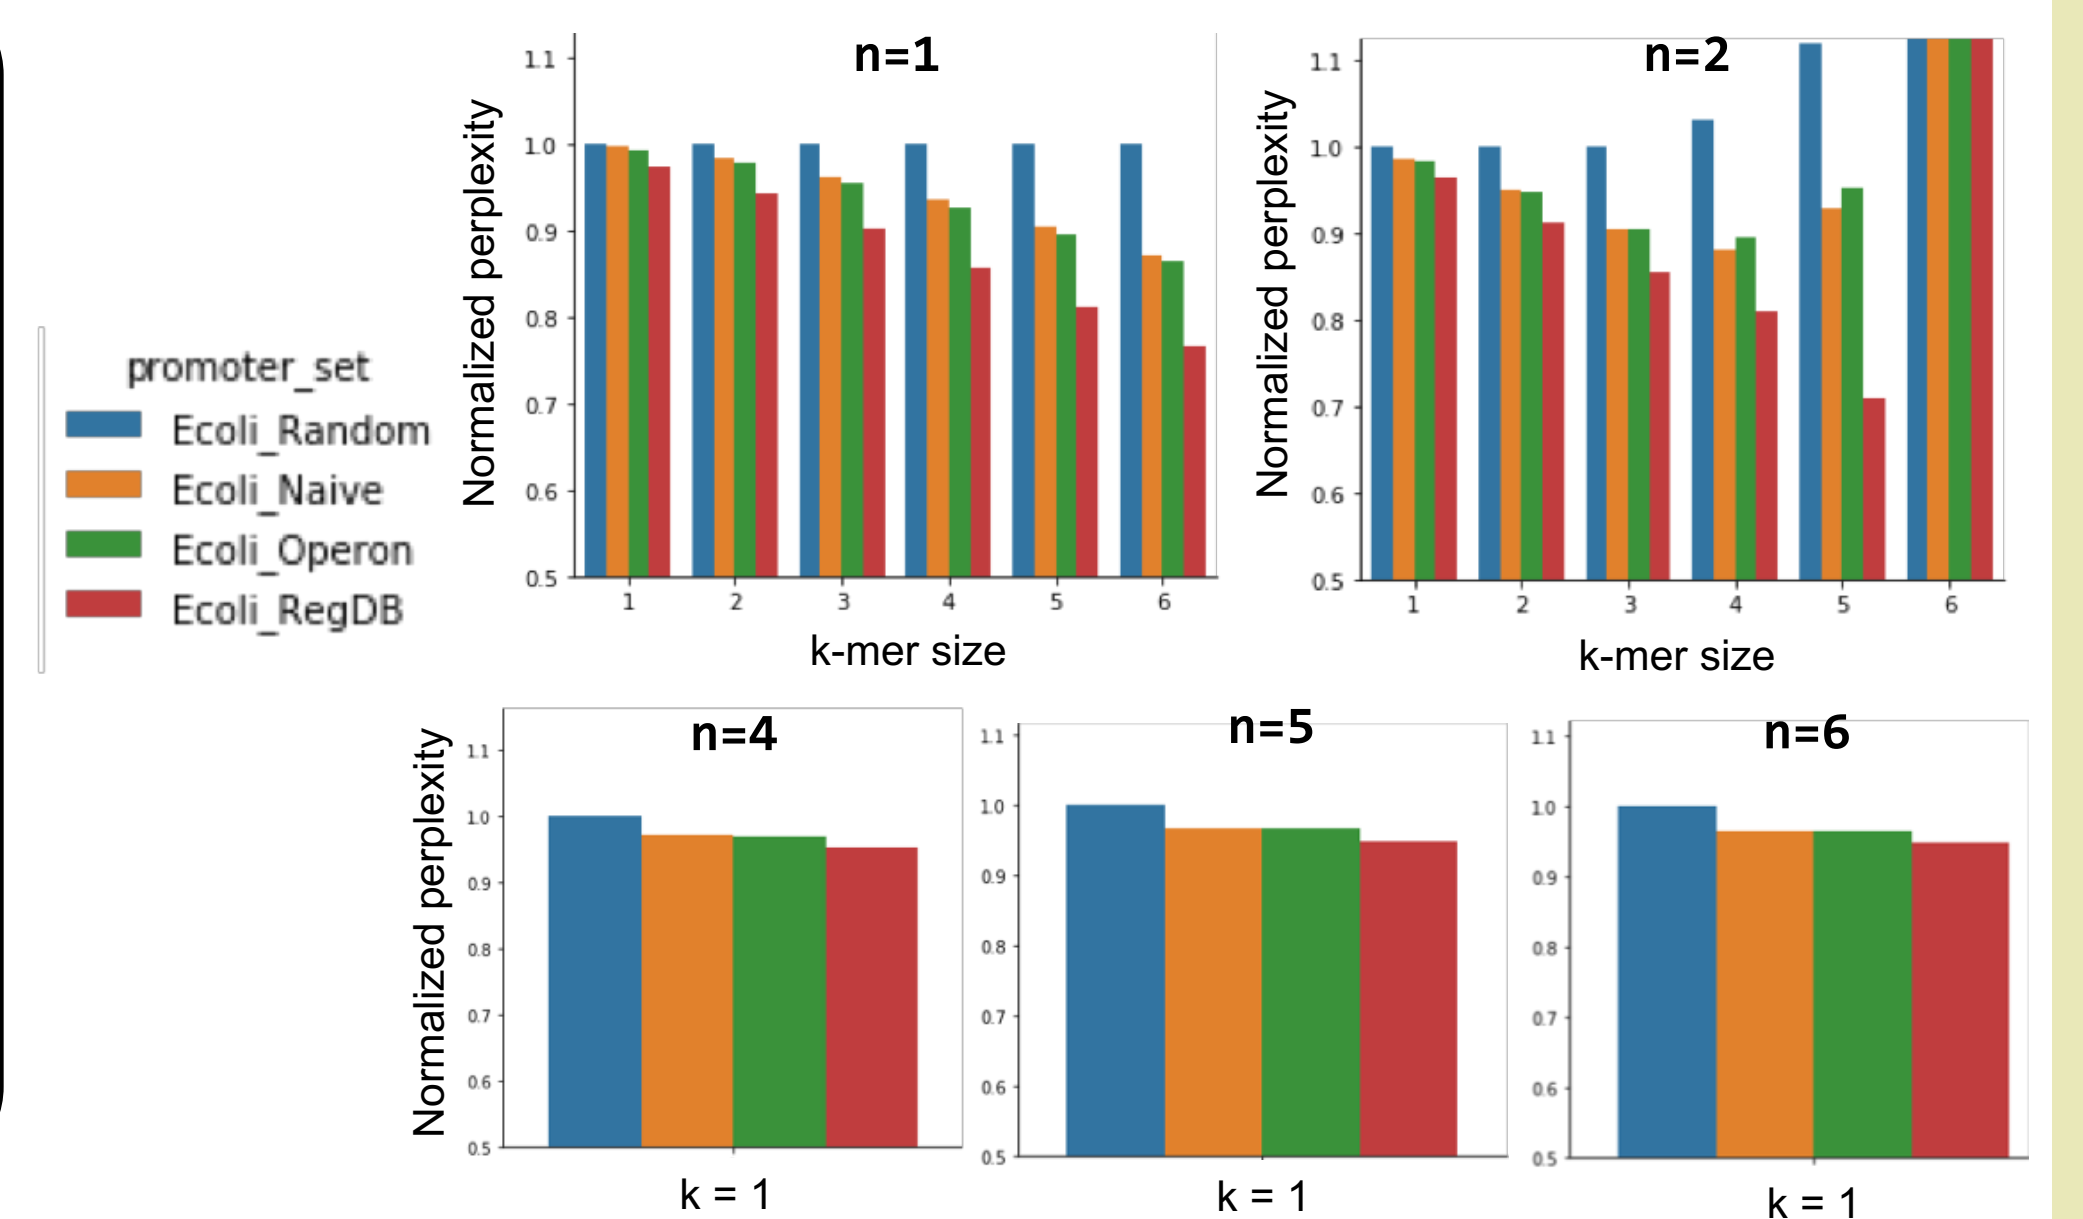 promoter_set
Ecoli_Random
Ecoli_Naive
Ecoli_Operon
Ecoli_RegDB
n=1
Normalized perplexity
1.1
1.0
0.9
0.8
0.7
0.6
0.5
1 2 3 4 5 6
k-mer size
n=2
Normalized perplexity
1.1
1.0
0.9
0.8
0.7
0.6
0.5
1 2 3 4 5 6
k-mer size
n=4
Normalized perplexity
1.1
1.0
0.9
0.8
0.7
0.6
0.5
k = 1
n=5
1.1
1.0
0.9
0.8
0.7
0.6
0.5
k = 1
n=6
1.1
1.0
0.9
0.8
0.7
0.6
0.5
k = 1